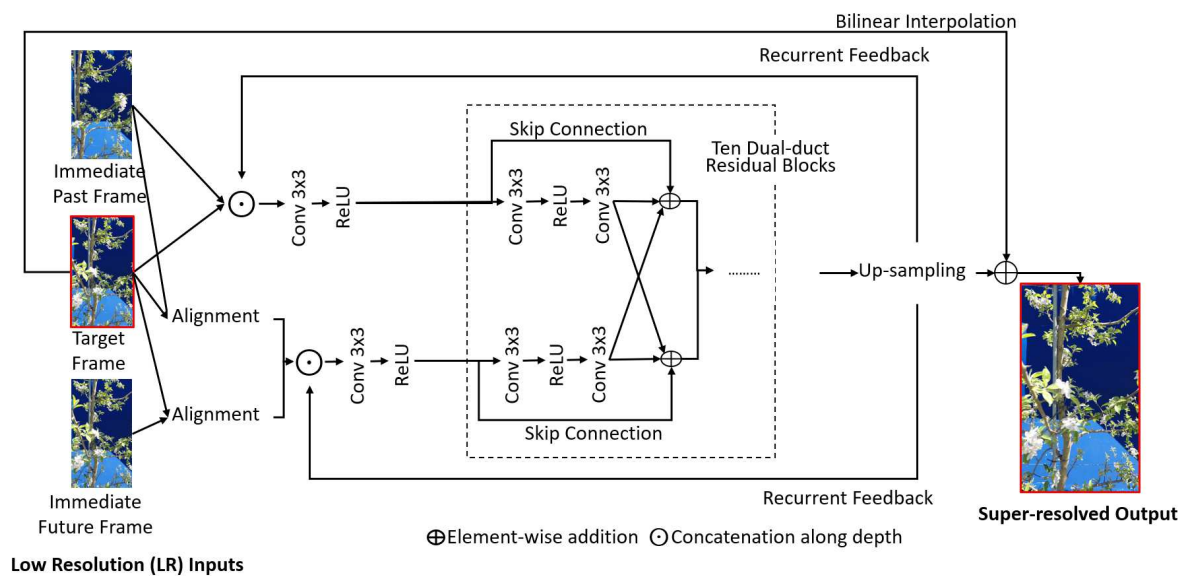 Bilinear Interpolation
Recurrent Feedback
Skip Connection
Ten Dual-duct
Residual Blocks
Immediate
Past Frame
Conv 3x3
ReLU
Conv 3x3
ReLU
Conv 3x3
Up-sampling
Alignment
Target
Frame
Conv 3x3
ReLU
Conv 3x3
ReLU
Conv 3x3
Alignment
Skip Connection
Immediate
Future Frame
Recurrent Feedback
Super-resolved Output
Element-wise addition
Concatenation along depth
Low Resolution (LR) Inputs